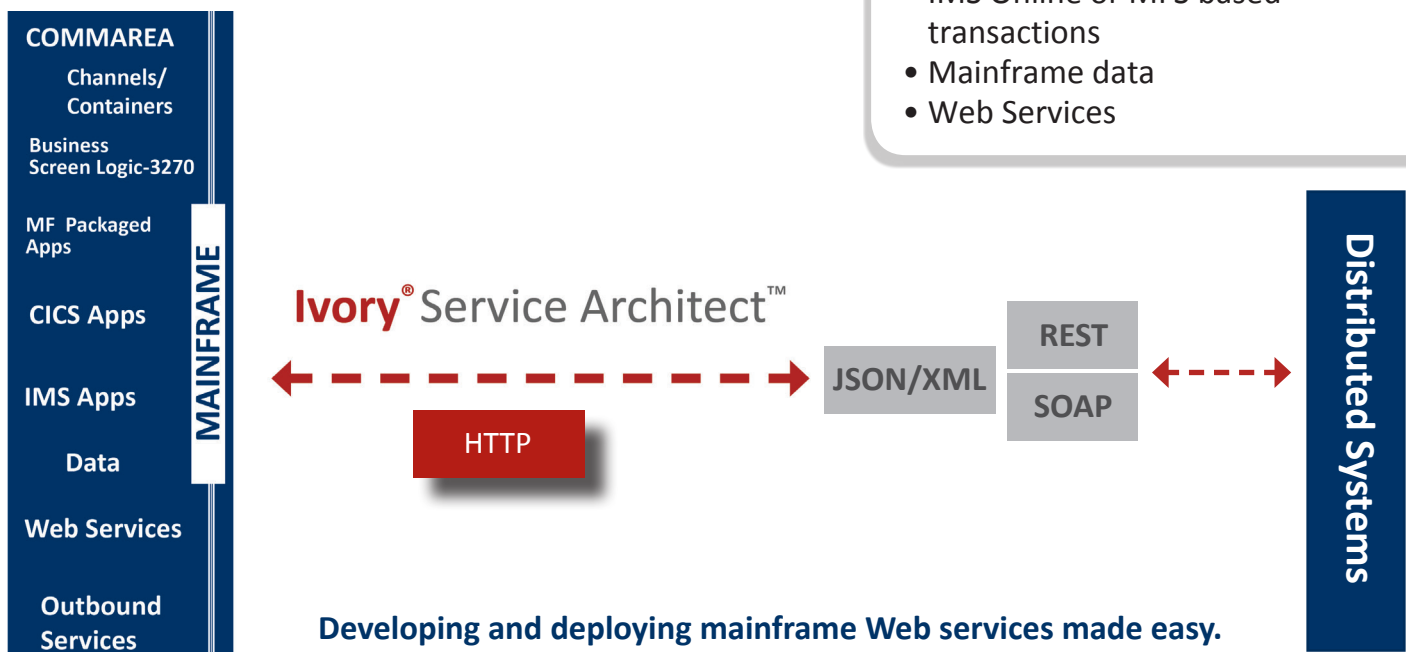 COMMAREA
Channels/
Containers
Business
Screen Logic-3270
MF Packaged
Apps
CICS Apps
IMS Apps
Data
Web Services
Outbound
Services
MAINFRAME
transactions
• Mainframe data
• Web Services
Ivory® Service Architect™
HTTP
JSON/XML
REST
SOAP
Distributed Systems
Developing and deploying mainframe Web services made easy.